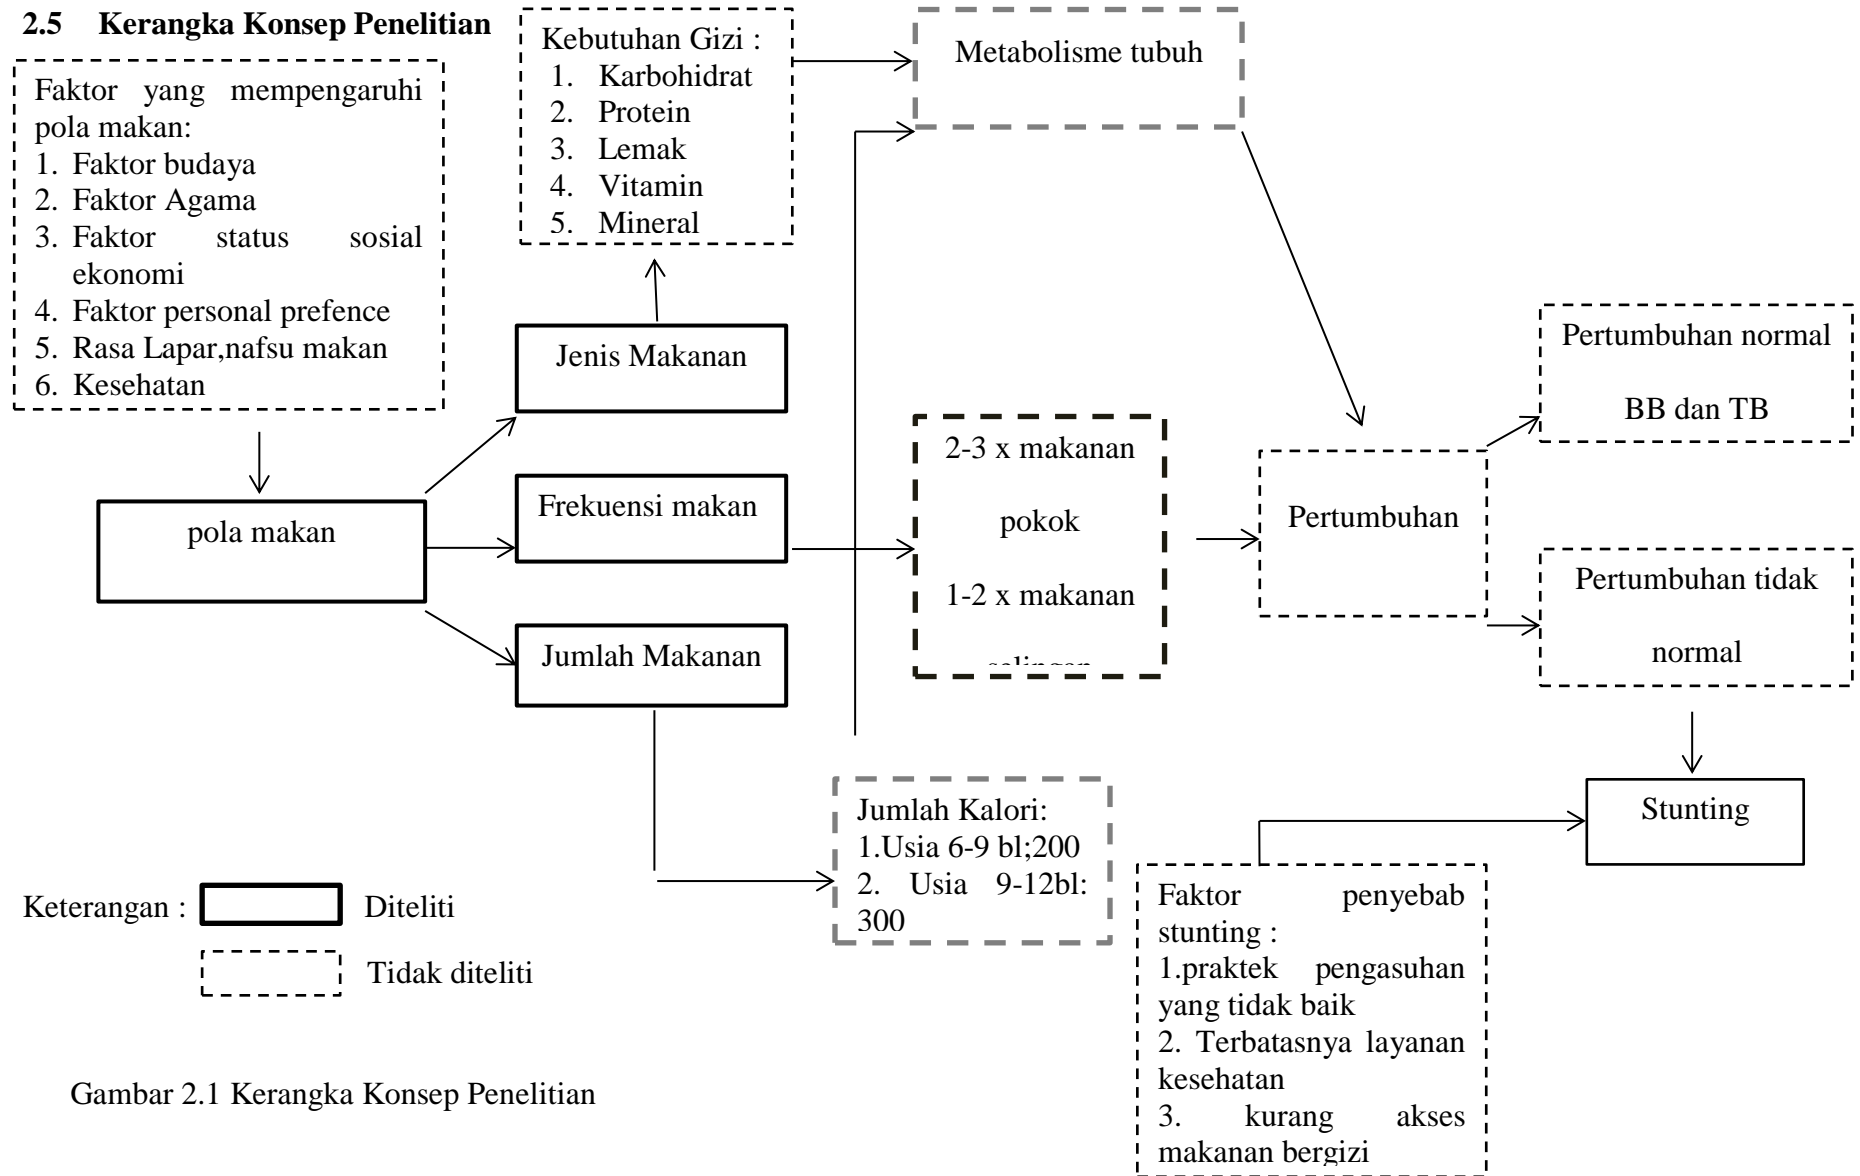 2.5 Kerangka Konsep Penelitian
Faktor yang mempengaruhi
pola makan:
1. Faktor budaya
2. Faktor Agama
3. Faktor status sosial
ekonomi
4. Faktor personal prefence
5. Rasa Lapar,nafsu makan
6. Kesehatan
Kebutuhan Gizi :
1. Karbohidrat
2. Protein
3. Lemak
4. Vitamin
5. Mineral
Metabolisme tubuh
pola makan
Jenis Makanan
Frekuensi makan
Jumlah Makanan
2-3 x makanan
pokok
1-2 x makanan
Pertumbuhan
Pertumbuhan normal
BB dan TB
Pertumbuhan tidak
normal
Stunting
Jumlah Kalori:
1.Usia 6-9 bl;200
2. Usia 9-12bl:
300
Faktor penyebab
stunting :
1.praktek pengasuhan
yang tidak baik
2. Terbatasnya layanan
kesehatan
3. kurang akses
makanan bergizi
Keterangan :
Diteliti
Tidak diteliti
Gambar 2.1 Kerangka Konsep Penelitian